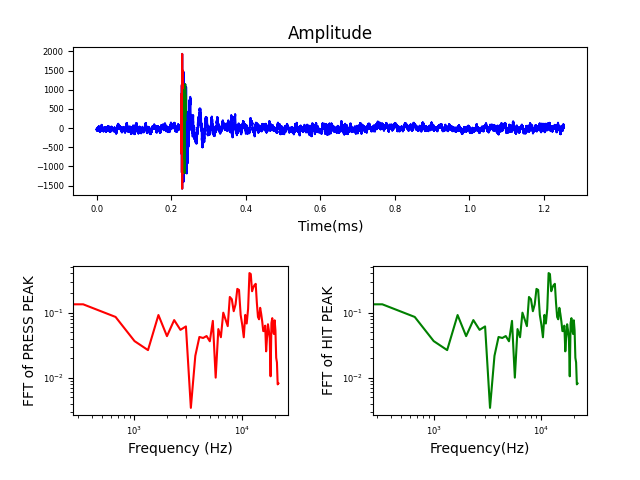 Amplitude
2000
1500
1000
500
0
−500
−1000
−1500
0.0 0.2 0.4 0.6 0.8 1.0 1.2
Time(ms)
FFT of PRESS PEAK
10⁻¹
10⁻²
10³ 10⁴
Frequency (Hz)
FFT of HIT PEAK
10⁻¹
10⁻²
10³ 10⁴
Frequency(Hz)